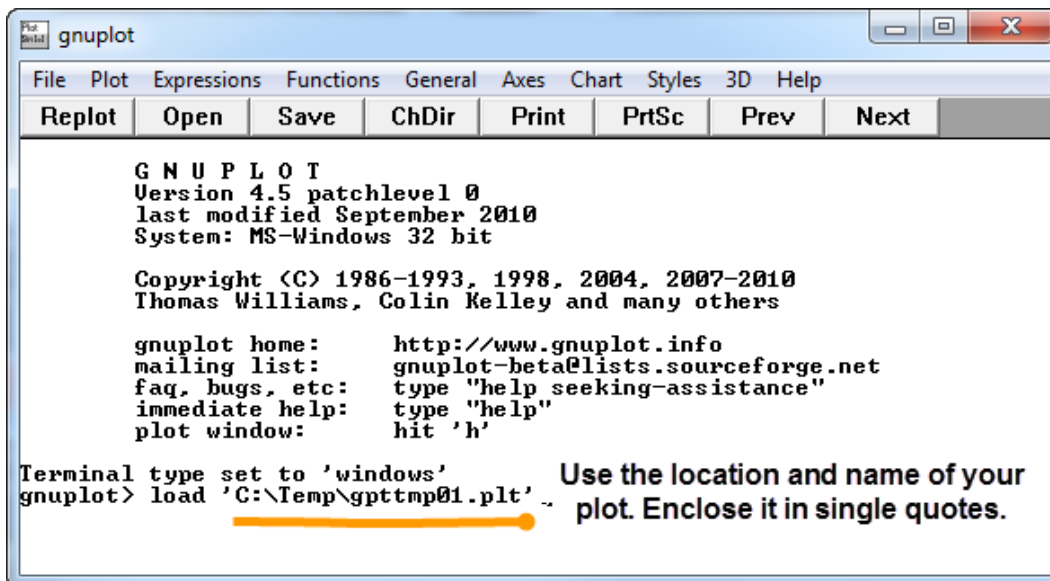 gnuplot
File Plot Expressions Functions General Axes Chart Styles 3D Help
Replot Open Save ChDir Print PrtSc Prev Next
G N U P L O T
Version 4.5 patchlevel 0
last modified September 2010
System: MS-Windows 32 bit
Copyright (C) 1986-1993, 1998, 2004, 2007-2010
Thomas Williams, Colin Kelley and many others
gnuplot home: http://www.gnuplot.info
mailing list: gnuplot-beta@lists.sourceforge.net
faq, bugs, etc: type "help seeking-assistance"
immediate help: type "help"
plot window: hit 'h'
Terminal type set to 'windows'
gnuplot> load 'C:\Temp\gpttmp01.plt'
Use the location and name of your
plot. Enclose it in single quotes.